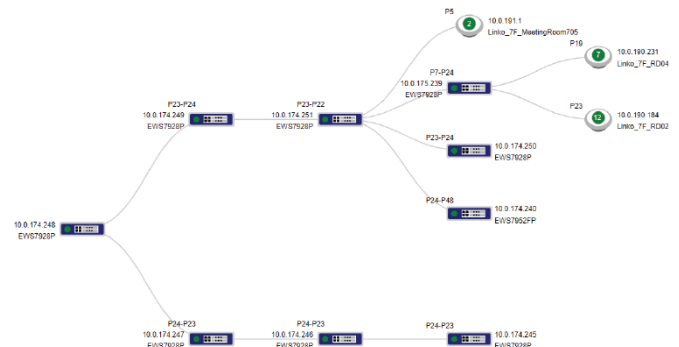 P5
2
10.0.191.1
Linko_7F_MeetingRoom705
P19
7
10.0.190.231
Linko_7F_RD04
P7-P24
10.0.175.239
EWS7928P
P23
12
10.0.190.184
Linko_7F_RD02
P23-P24
10.0.174.249
EWS7928P
P23-P22
10.0.174.251
EWS7928P
P23-P24
10.0.174.250
EWS7928P
P24-P48
10.0.174.240
EWS7952FP
10.0.174.248
EWS7928P
P24-P23
10.0.174.247
EWS7928P
P24-P23
10.0.174.246
EWS7928P
P24-P23
10.0.174.245
EWS7928P